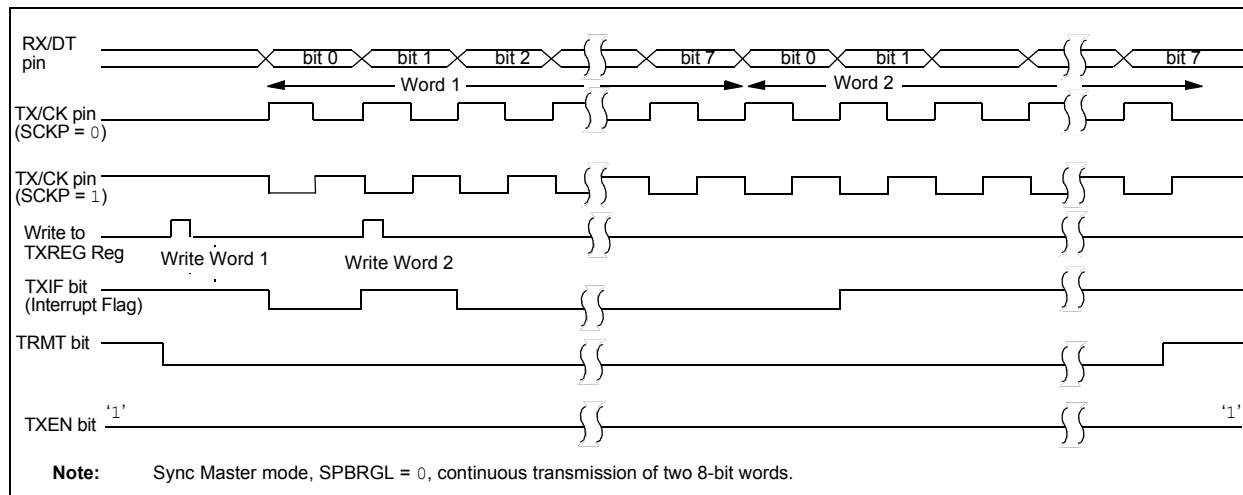 RX/DT
pin
bit 0 bit 1 bit 2 bit 7 bit 0 bit 1 bit 7
Word 1 Word 2
TX/CK pin
(SCKP = 0)
TX/CK pin
(SCKP = 1)
Write to
TXREG Reg
Write Word 1 Write Word 2
TXIF bit
(Interrupt Flag)
TRMT bit
TXEN bit
‘1’ ‘1’
Note: Sync Master mode, SPBRGL = 0, continuous transmission of two 8-bit words.